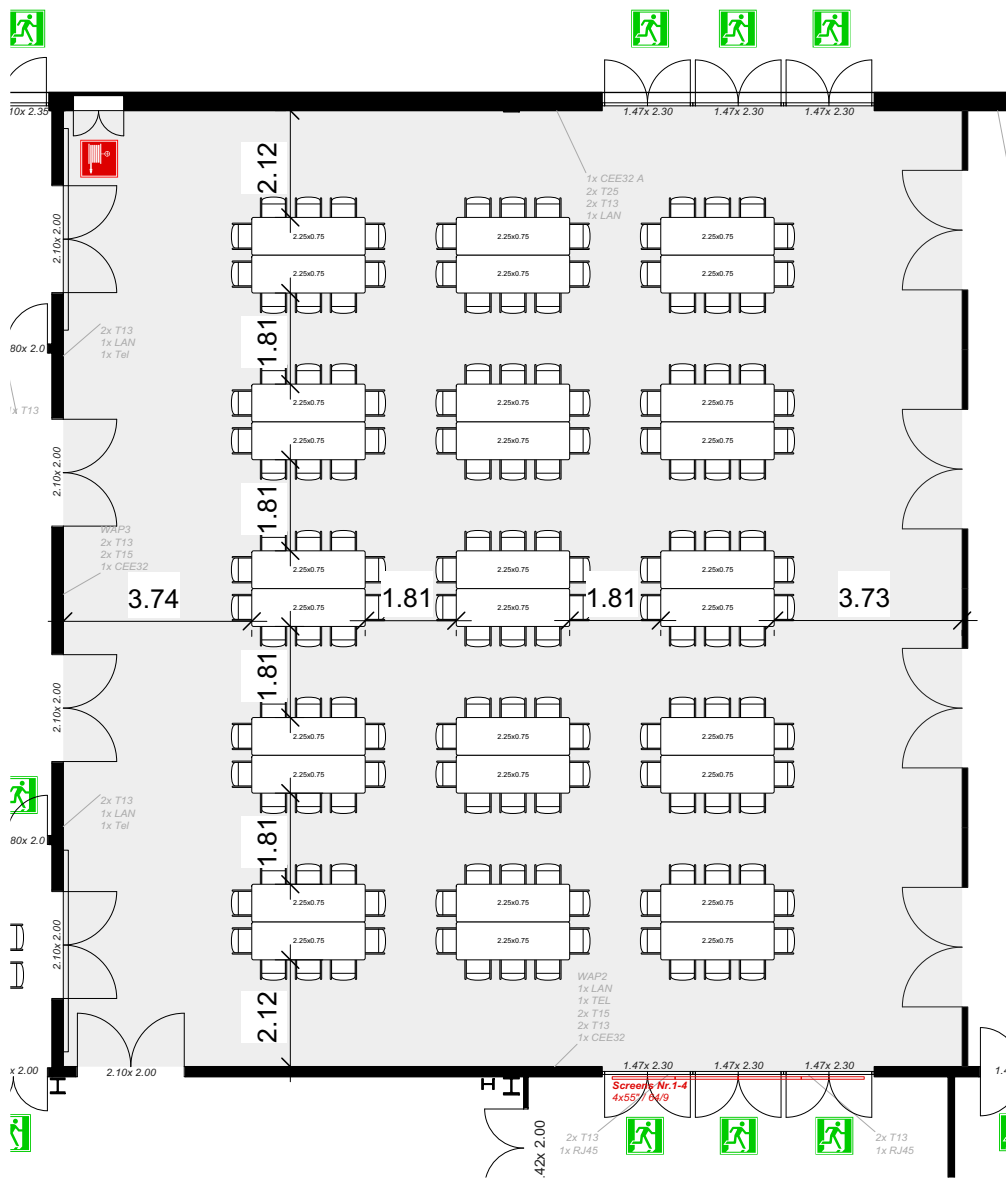 10x 2.35
1.47x 2.30
1.47x 2.30
1.47x 2.30
2.12
1x CEE32 A
2x T25
2x T13
1x LAN
2.10x 2.00
2.25x0.75
2.25x0.75
2.25x0.75
2.25x0.75
2.25x0.75
2.25x0.75
2x T13
1x LAN
1x Tel
80x 2.0
1.81
2.25x0.75
2.25x0.75
2.25x0.75
1x T13
2.25x0.75
2.25x0.75
2.25x0.75
2.10x 2.00
1.81
WAP3
2x T13
2x T15
1x CEE32
2.25x0.75
2.25x0.75
2.25x0.75
3.74
1.81
1.81
3.73
2.25x0.75
2.25x0.75
2.25x0.75
2.10x 2.00
1.81
2.25x0.75
2.25x0.75
2.25x0.75
2.25x0.75
2.25x0.75
2.25x0.75
2x T13
1x LAN
1x Tel
80x 2.0
1.81
2.25x0.75
2.25x0.75
2.25x0.75
2.10x 2.00
2.25x0.75
2.25x0.75
2.25x0.75
2.12
WAP2
1x LAN
1x TEL
2x T15
2x T13
1x CEE32
x 2.00
2.10x 2.00
1.47x 2.30
1.47x 2.30
1.47x 2.30
1.4
Screens Nr.1-4
4x55" / 64/9
2x T13
1x RJ45
2x T13
1x RJ45
.42x 2.00